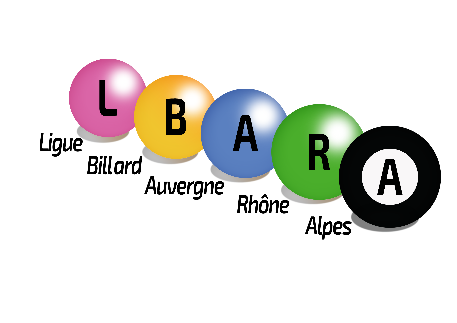 L B A R A
Ligue
Billard
Auvergne
Rhône
Alpes